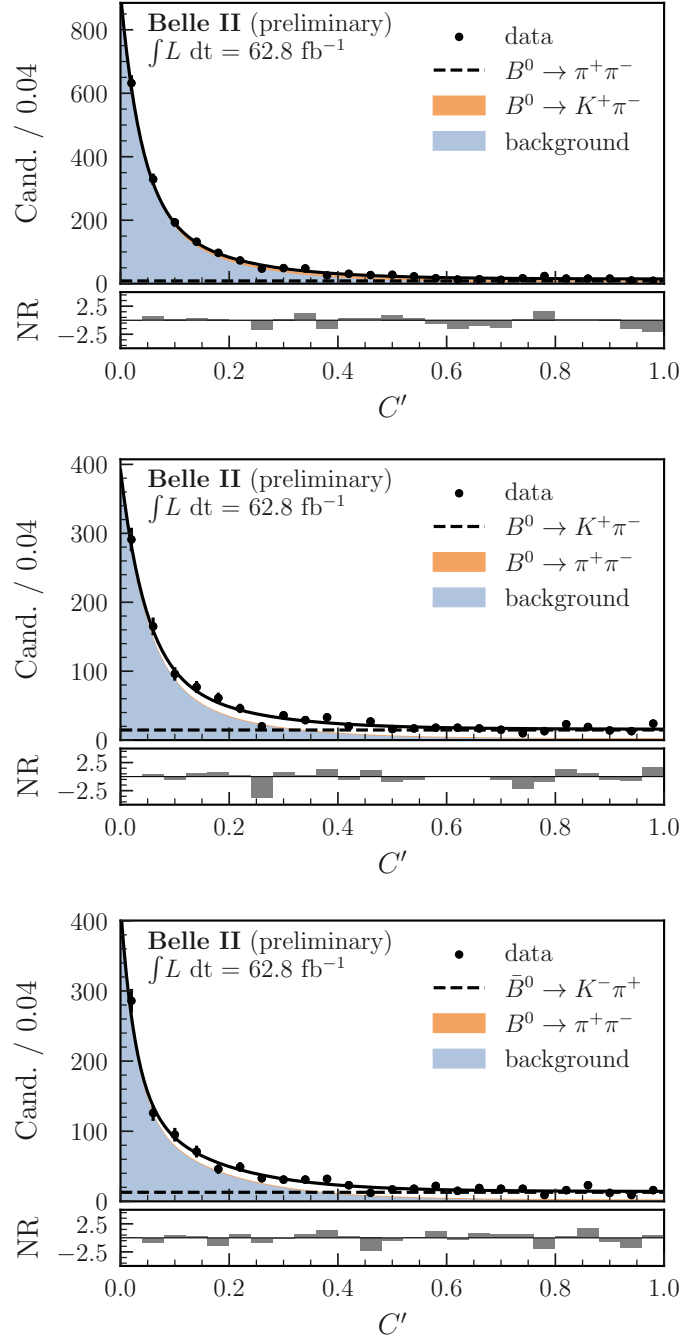 Belle II (preliminary)
∫L dt = 62.8 fb⁻¹
data
B⁰ → π⁺π⁻
B⁰ → K⁺π⁻
background
Cand. / 0.04
800
600
400
200
0
NR
2.5
−2.5
0.0 0.2 0.4 0.6 0.8 1.0
C′
Belle II (preliminary)
∫L dt = 62.8 fb⁻¹
data
B⁰ → K⁺π⁻
B⁰ → π⁺π⁻
background
Cand. / 0.04
400
300
200
100
0
NR
2.5
−2.5
0.0 0.2 0.4 0.6 0.8 1.0
C′
Belle II (preliminary)
∫L dt = 62.8 fb⁻¹
data
B̄⁰ → K⁻π⁺
B⁰ → π⁺π⁻
background
Cand. / 0.04
400
300
200
100
0
NR
2.5
−2.5
0.0 0.2 0.4 0.6 0.8 1.0
C′